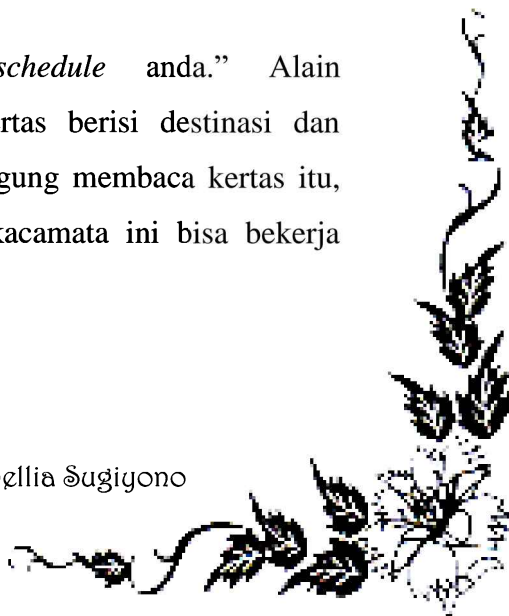 schedule anda.” Alain
rtas berisi destinasi dan
gung membaca kertas itu,
kacamata ini bisa bekerja
ellia Sugiyono